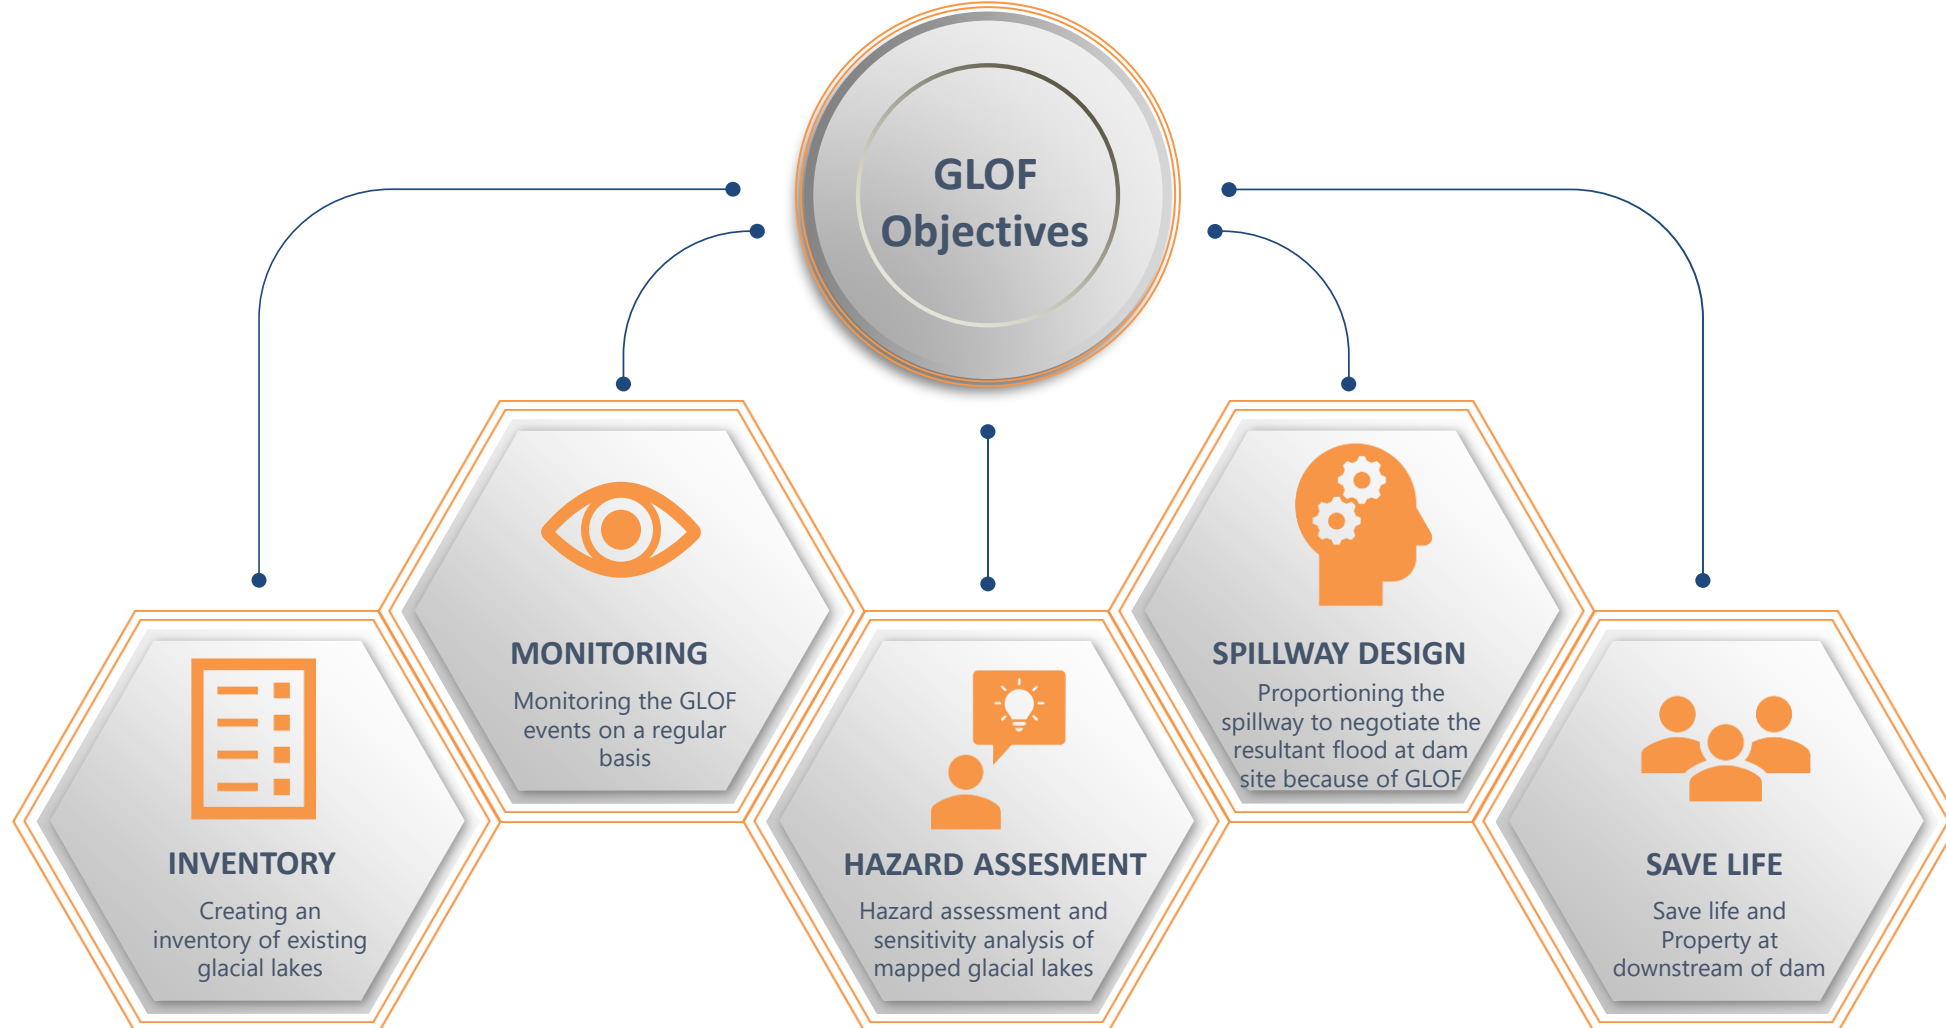 GLOF
Objectives
INVENTORY
Creating an
inventory of existing
glacial lakes
MONITORING
Monitoring the GLOF
events on a regular
basis
HAZARD ASSESMENT
Hazard assessment and
sensitivity analysis of
mapped glacial lakes
SPILLWAY DESIGN
Proportioning the
spillway to negotiate the
resultant flood at dam
site because of GLOF
SAVE LIFE
Save life and
Property at
downstream of dam